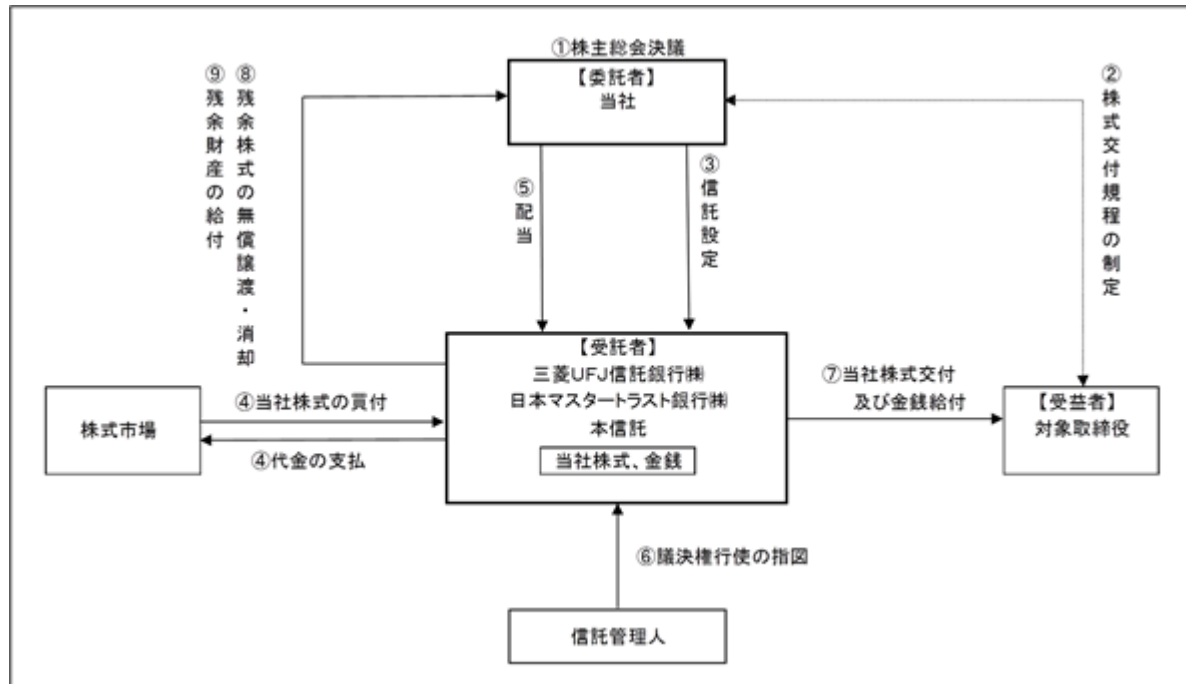 ①株主総会決議
【委託者】
当社
⑨残余財産の給付
⑧残余株式の無償譲渡・消却
⑤配当
③信託設定
②株式交付規程の制定
【受託者】
三菱UFJ信託銀行㈱
日本マスタートラスト銀行㈱
本信託
当社株式、金銭
株式市場
④当社株式の買付
④代金の支払
⑦当社株式交付
及び金銭給付
【受益者】
対象取締役
⑥議決権行使の指図
信託管理人